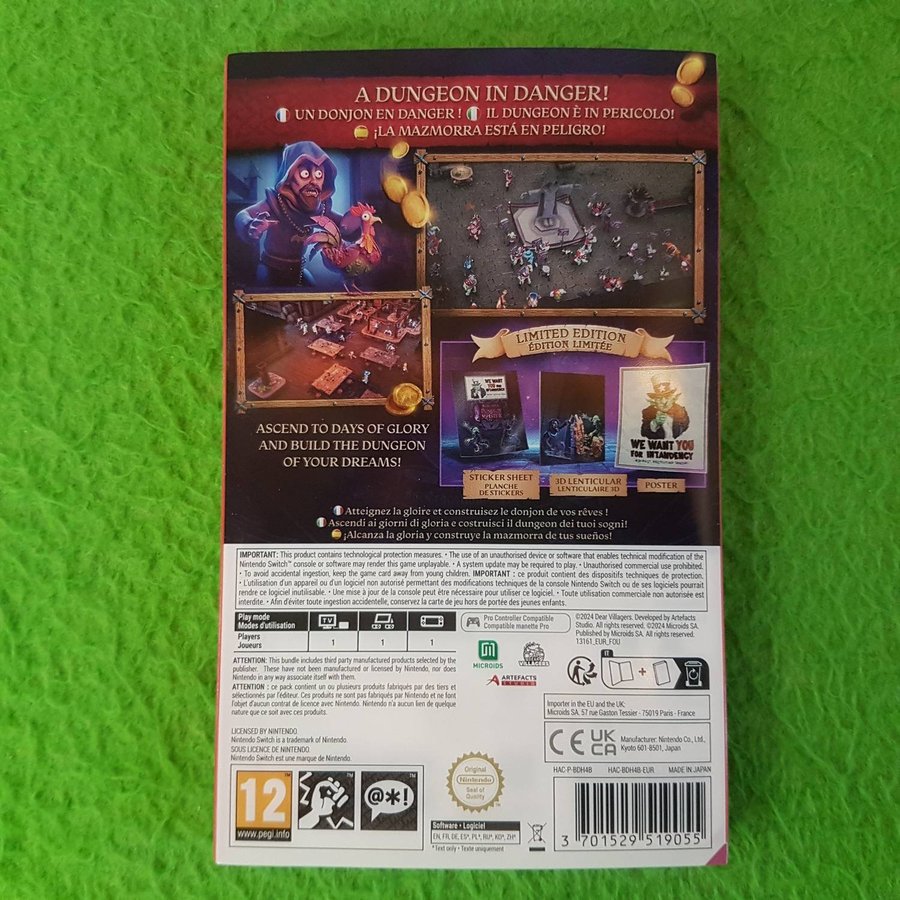 A DUNGEON IN DANGER!
UN DONJON EN DANGER ! IL DUNGEON È IN PERICOLO!
¡LA MAZMORRA ESTÁ EN PELIGRO!
LIMITED EDITION
ÉDITION LIMITÉE
WE WANT YOU
FOR INTANDENCY
ASCEND TO DAYS OF GLORY
AND BUILD THE DUNGEON
OF YOUR DREAMS!
STICKER SHEET
PLANCHE
DE STICKERS
3D LENTICULAR
LENTICULAIRE 3D
POSTER
Atteignez la gloire et construisez le donjon de vos rêves !
Ascendi ai giorni di gloria e costruisci il dungeon dei tuoi sogni!
¡Alcanza la gloria y construye la mazmorra de tus sueños!
IMPORTANT: This product contains technological protection measures. • The use of an unauthorised device or software that enables technical modification of the
Nintendo Switch™ console or software may render this game unplayable. • A system update may be required to play. • Unauthorised commercial use prohibited.
• To avoid accidental ingestion, keep the game card away from young children. IMPORTANT : ce produit contient des dispositifs techniques de protection.
• L'utilisation d'un appareil ou d'un logiciel non autorisé permettant des modifications techniques de la console Nintendo Switch ou de ses logiciels pourrait
rendre ce logiciel inutilisable. • Une mise à jour de la console peut être nécessaire pour utiliser ce logiciel. • Toute utilisation commerciale non autorisée est
interdite. • Afin d'éviter toute ingestion accidentelle, conservez la carte de jeu hors de portée des jeunes enfants.
Play mode
Modes d'utilisation
TV
Players
Joueurs
1
1
1
Pro Controller Compatible
Compatible manette Pro
©2024 Dear Villagers. Developed by Artefacts
Studio. All rights reserved. ©2024 Microids SA.
Published by Microids SA. All rights reserved.
13161_EUR_FOU
ATTENTION: This bundle includes third party manufactured products selected by the
publisher. These have not been manufactured or licensed by Nintendo, nor does
Nintendo in any way associate itself with them.
ATTENTION : ce pack contient un ou plusieurs produits fabriqués par des tiers et
sélectionnés par l'éditeur. Ces produits ne sont pas fabriqués par Nintendo et ne font
l'objet d'aucun contrat de licence avec Nintendo. Nintendo n'a aucun lien de quelque
nature que ce soit avec ces produits.
MICROIDS
VILLAGERS
ARTEFACTS
STUDIO
IT
Importer in the EU and the UK:
Microids SA. 57 rue Gaston Tessier - 75019 Paris - France
LICENSED BY NINTENDO.
Nintendo Switch is a trademark of Nintendo.
SOUS LICENCE DE NINTENDO.
Nintendo Switch est une marque de Nintendo.
CE UK
CA
Manufacturer: Nintendo Co., Ltd.,
Kyoto 601-8501, Japan
HAC-P-BDH4B HAC-BDH4B-EUR MADE IN JAPAN
12
www.pegi.info
@*!
Original
Nintendo
Seal of
Quality
Software • Logiciel
EN, FR, DE, ES*, PL*, RU*, KO*, ZH*
*Text only • Texte uniquement
3 701529 519055